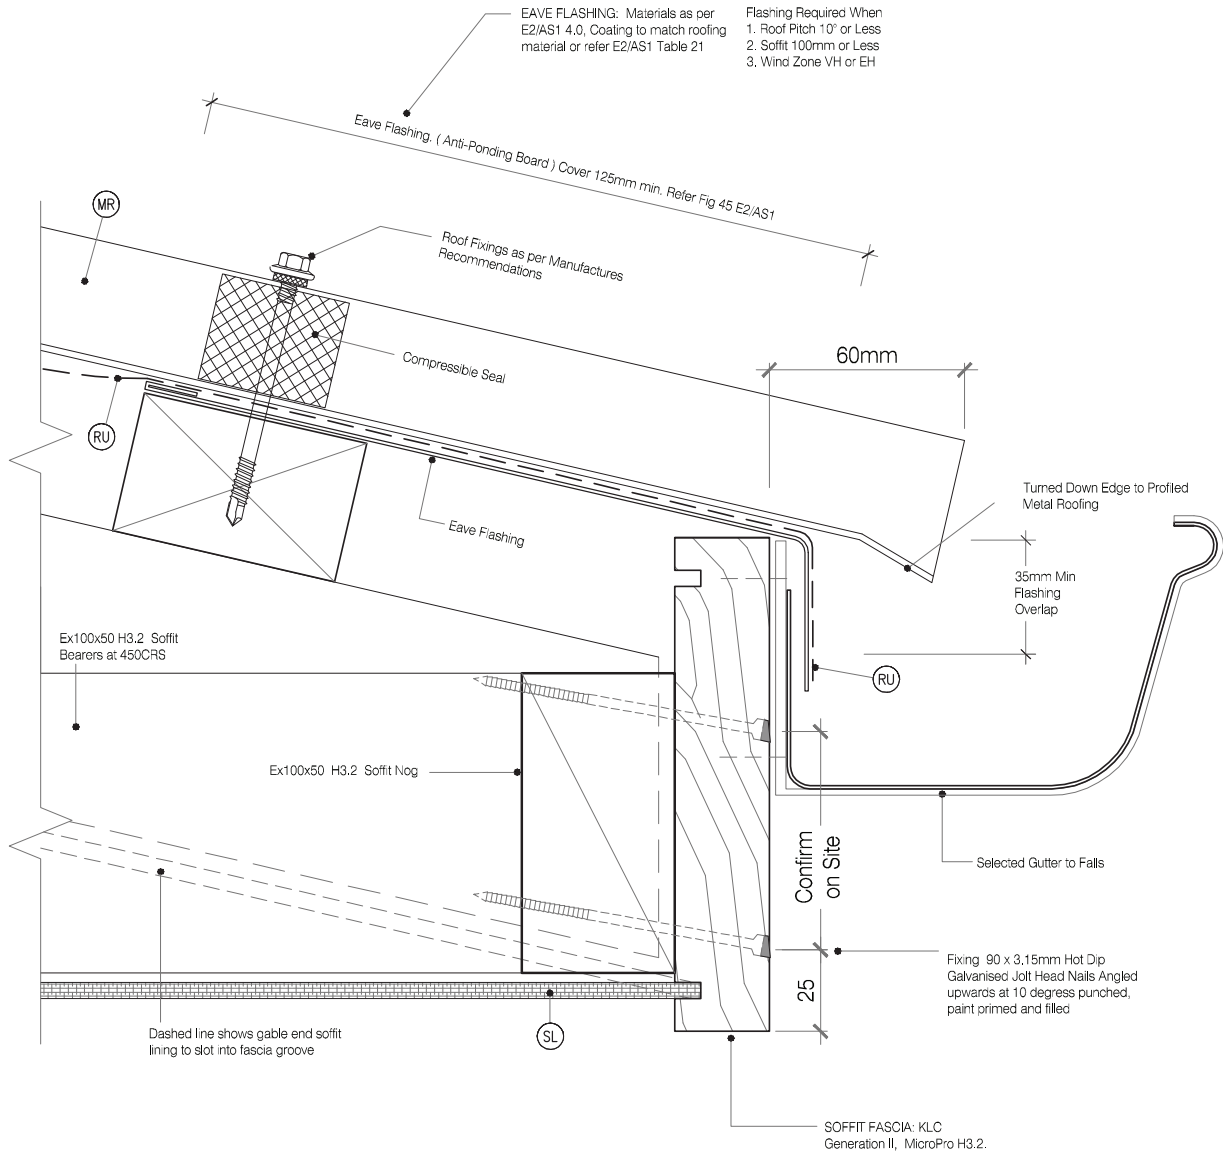 EAVE FLASHING: Materials as per
E2/AS1 4.0, Coating to match roofing
material or refer E2/AS1 Table 21
Flashing Required When
1. Roof Pitch 10° or Less
2. Soffit 100mm or Less
3. Wind Zone VH or EH
Eave Flashing. ( Anti-Ponding Board ) Cover 125mm min. Refer Fig 45 E2/AS1
MR
Roof Fixings as per Manufactures
Recommendations
Compressible Seal
60mm
RU
Eave Flashing
Turned Down Edge to Profiled
Metal Roofing
35mm Min
Flashing
Overlap
Ex100x50 H3.2 Soffit
Bearers at 450CRS
RU
Ex100x50 H3.2 Soffit Nog
Confirm
on Site
Selected Gutter to Falls
Fixing 90 x 3.15mm Hot Dip
Galvanised Jolt Head Nails Angled
upwards at 10 degress punched,
paint primed and filled
25
Dashed line shows gable end soffit
lining to slot into fascia groove
SL
SOFFIT FASCIA: KLC
Generation II, MicroPro H3.2.